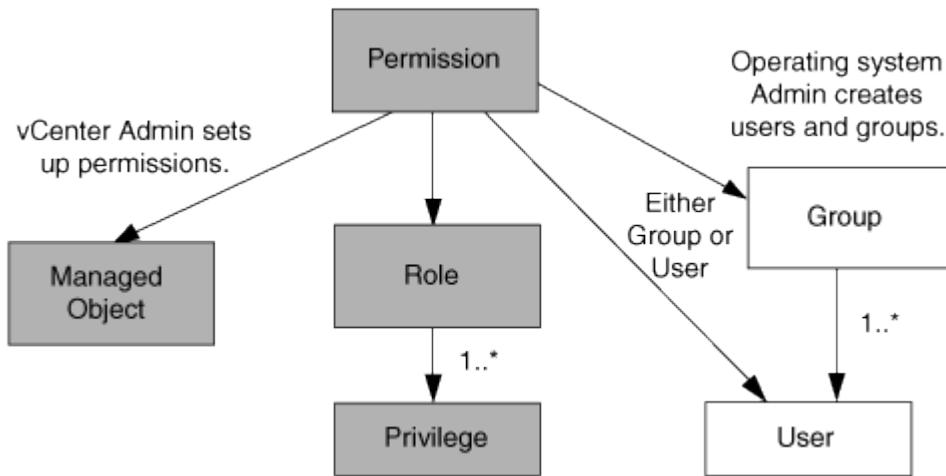 Permission
Operating system
Admin creates
users and groups.
vCenter Admin sets
up permissions.
Either
Group or
User
Group
Managed
Object
Role
1..*
1..*
Privilege
User